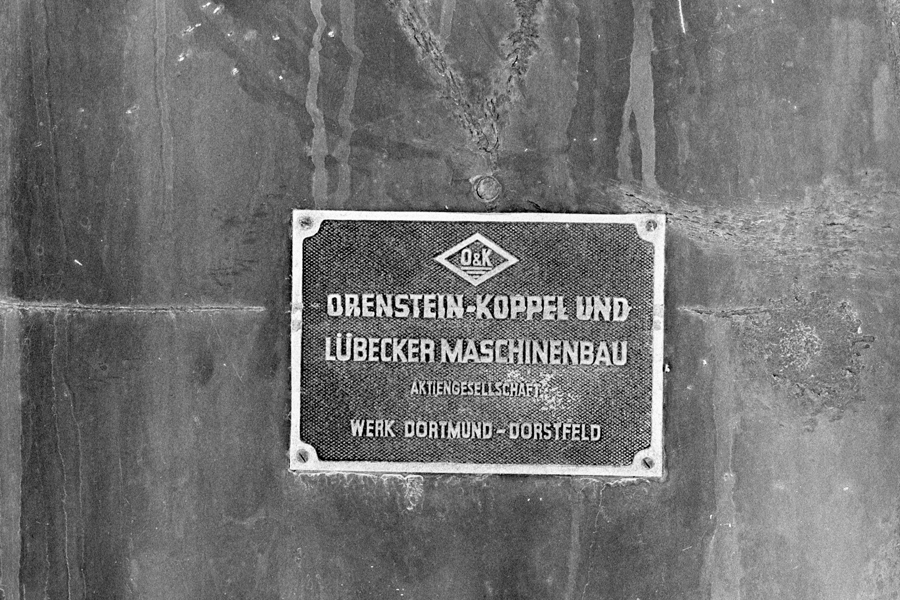 O&K
ORENSTEIN-KOPPEL UND
LÜBECKER MASCHINENBAU
AKTIENGESELLSCHAFT
WERK DORTMUND-DORSTFELD